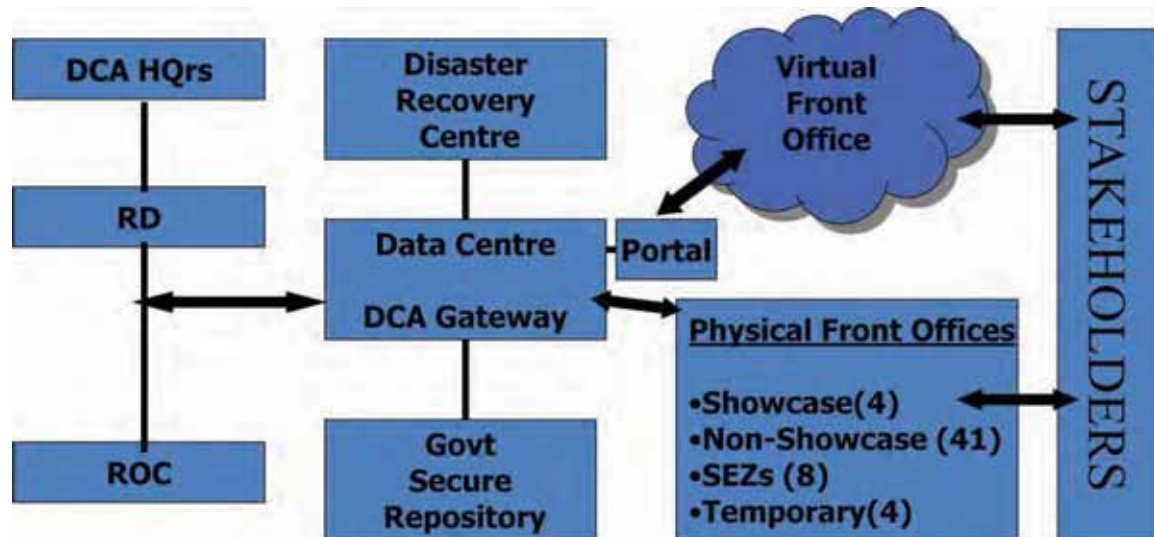 DCA HQrs
RD
ROC
Disaster
Recovery
Centre
Data Centre
DCA Gateway
Govt
Secure
Repository
Portal
Virtual
Front
Office
Physical Front Offices
•Showcase(4)
•Non-Showcase (41)
•SEZs (8)
•Temporary(4)
STAKEHOLDERS